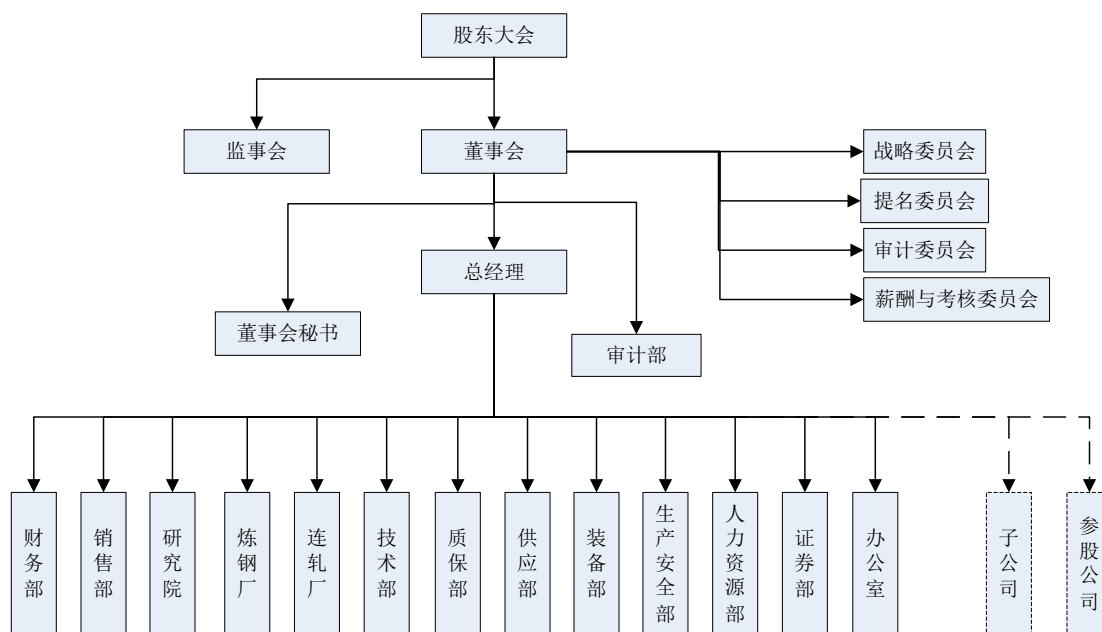 股东大会
监事会
董事会
战略委员会
提名委员会
审计委员会
薪酬与考核委员会
总经理
董事会秘书
审计部
财务部
销售部
研究院
炼钢厂
连轧厂
技术部
质保部
供应部
装备部
生产安全部
人力资源部
证券部
办公室
子公司
参股公司